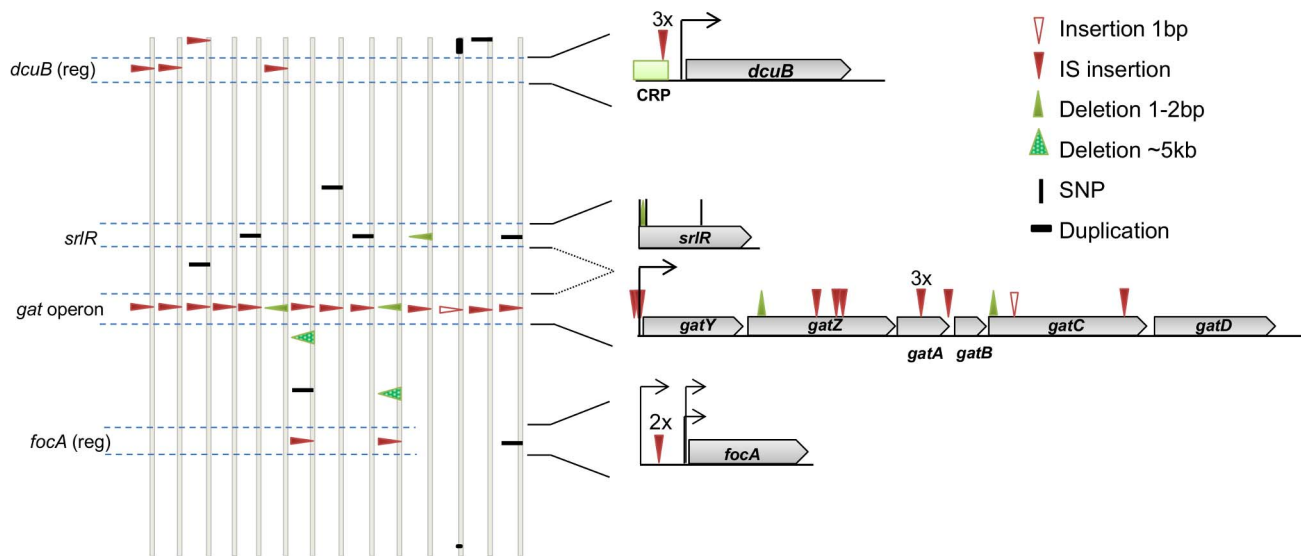 3x
Insertion 1bp
dcuB (reg)
dcuB
IS insertion
CRP
Deletion 1-2bp
Deletion ~5kb
SNP
srlR
srlR
Duplication
3x
gat operon
gatY
gatZ
gatC
gatD
gatA
gatB
2x
focA (reg)
focA